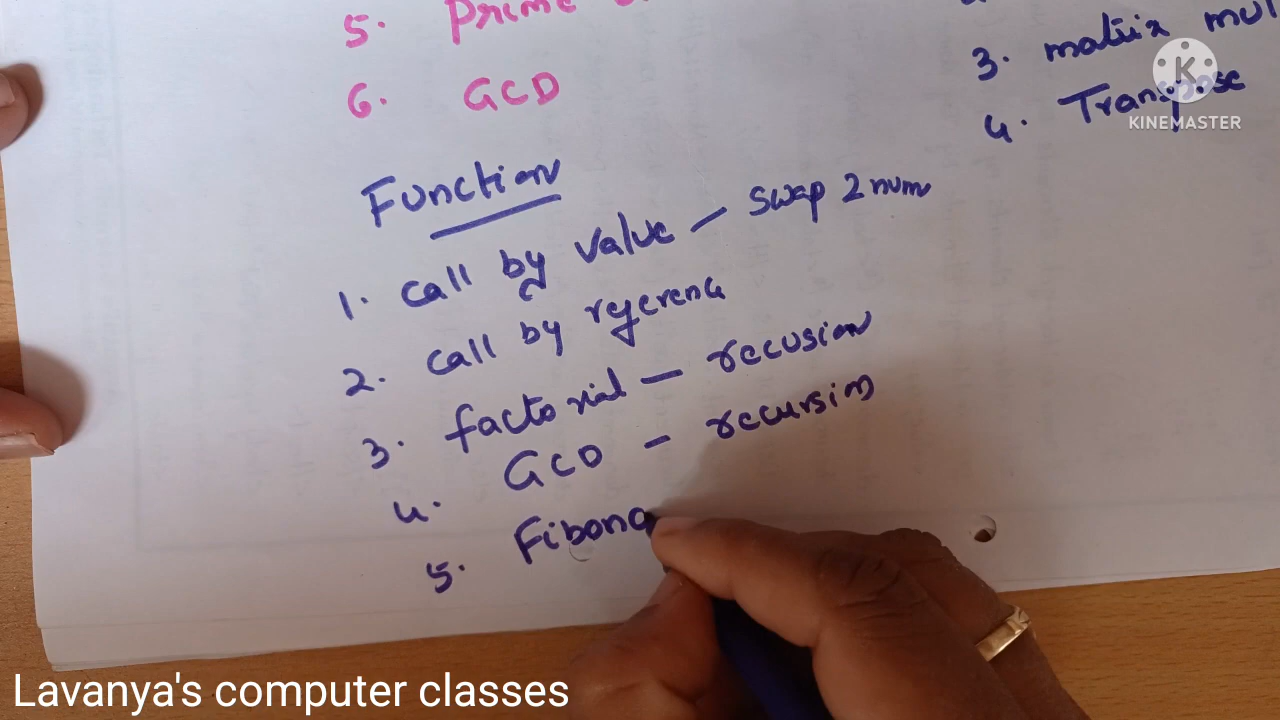 5. Prime
6. GCD
3. matrix mul
4. Transpose
KINEMASTER
Function
1. Call by Value - Swap 2 num
2. Call by reference
3. factorial - recusion
4. GCD - recursion
5. Fibona
Lavanya's computer classes